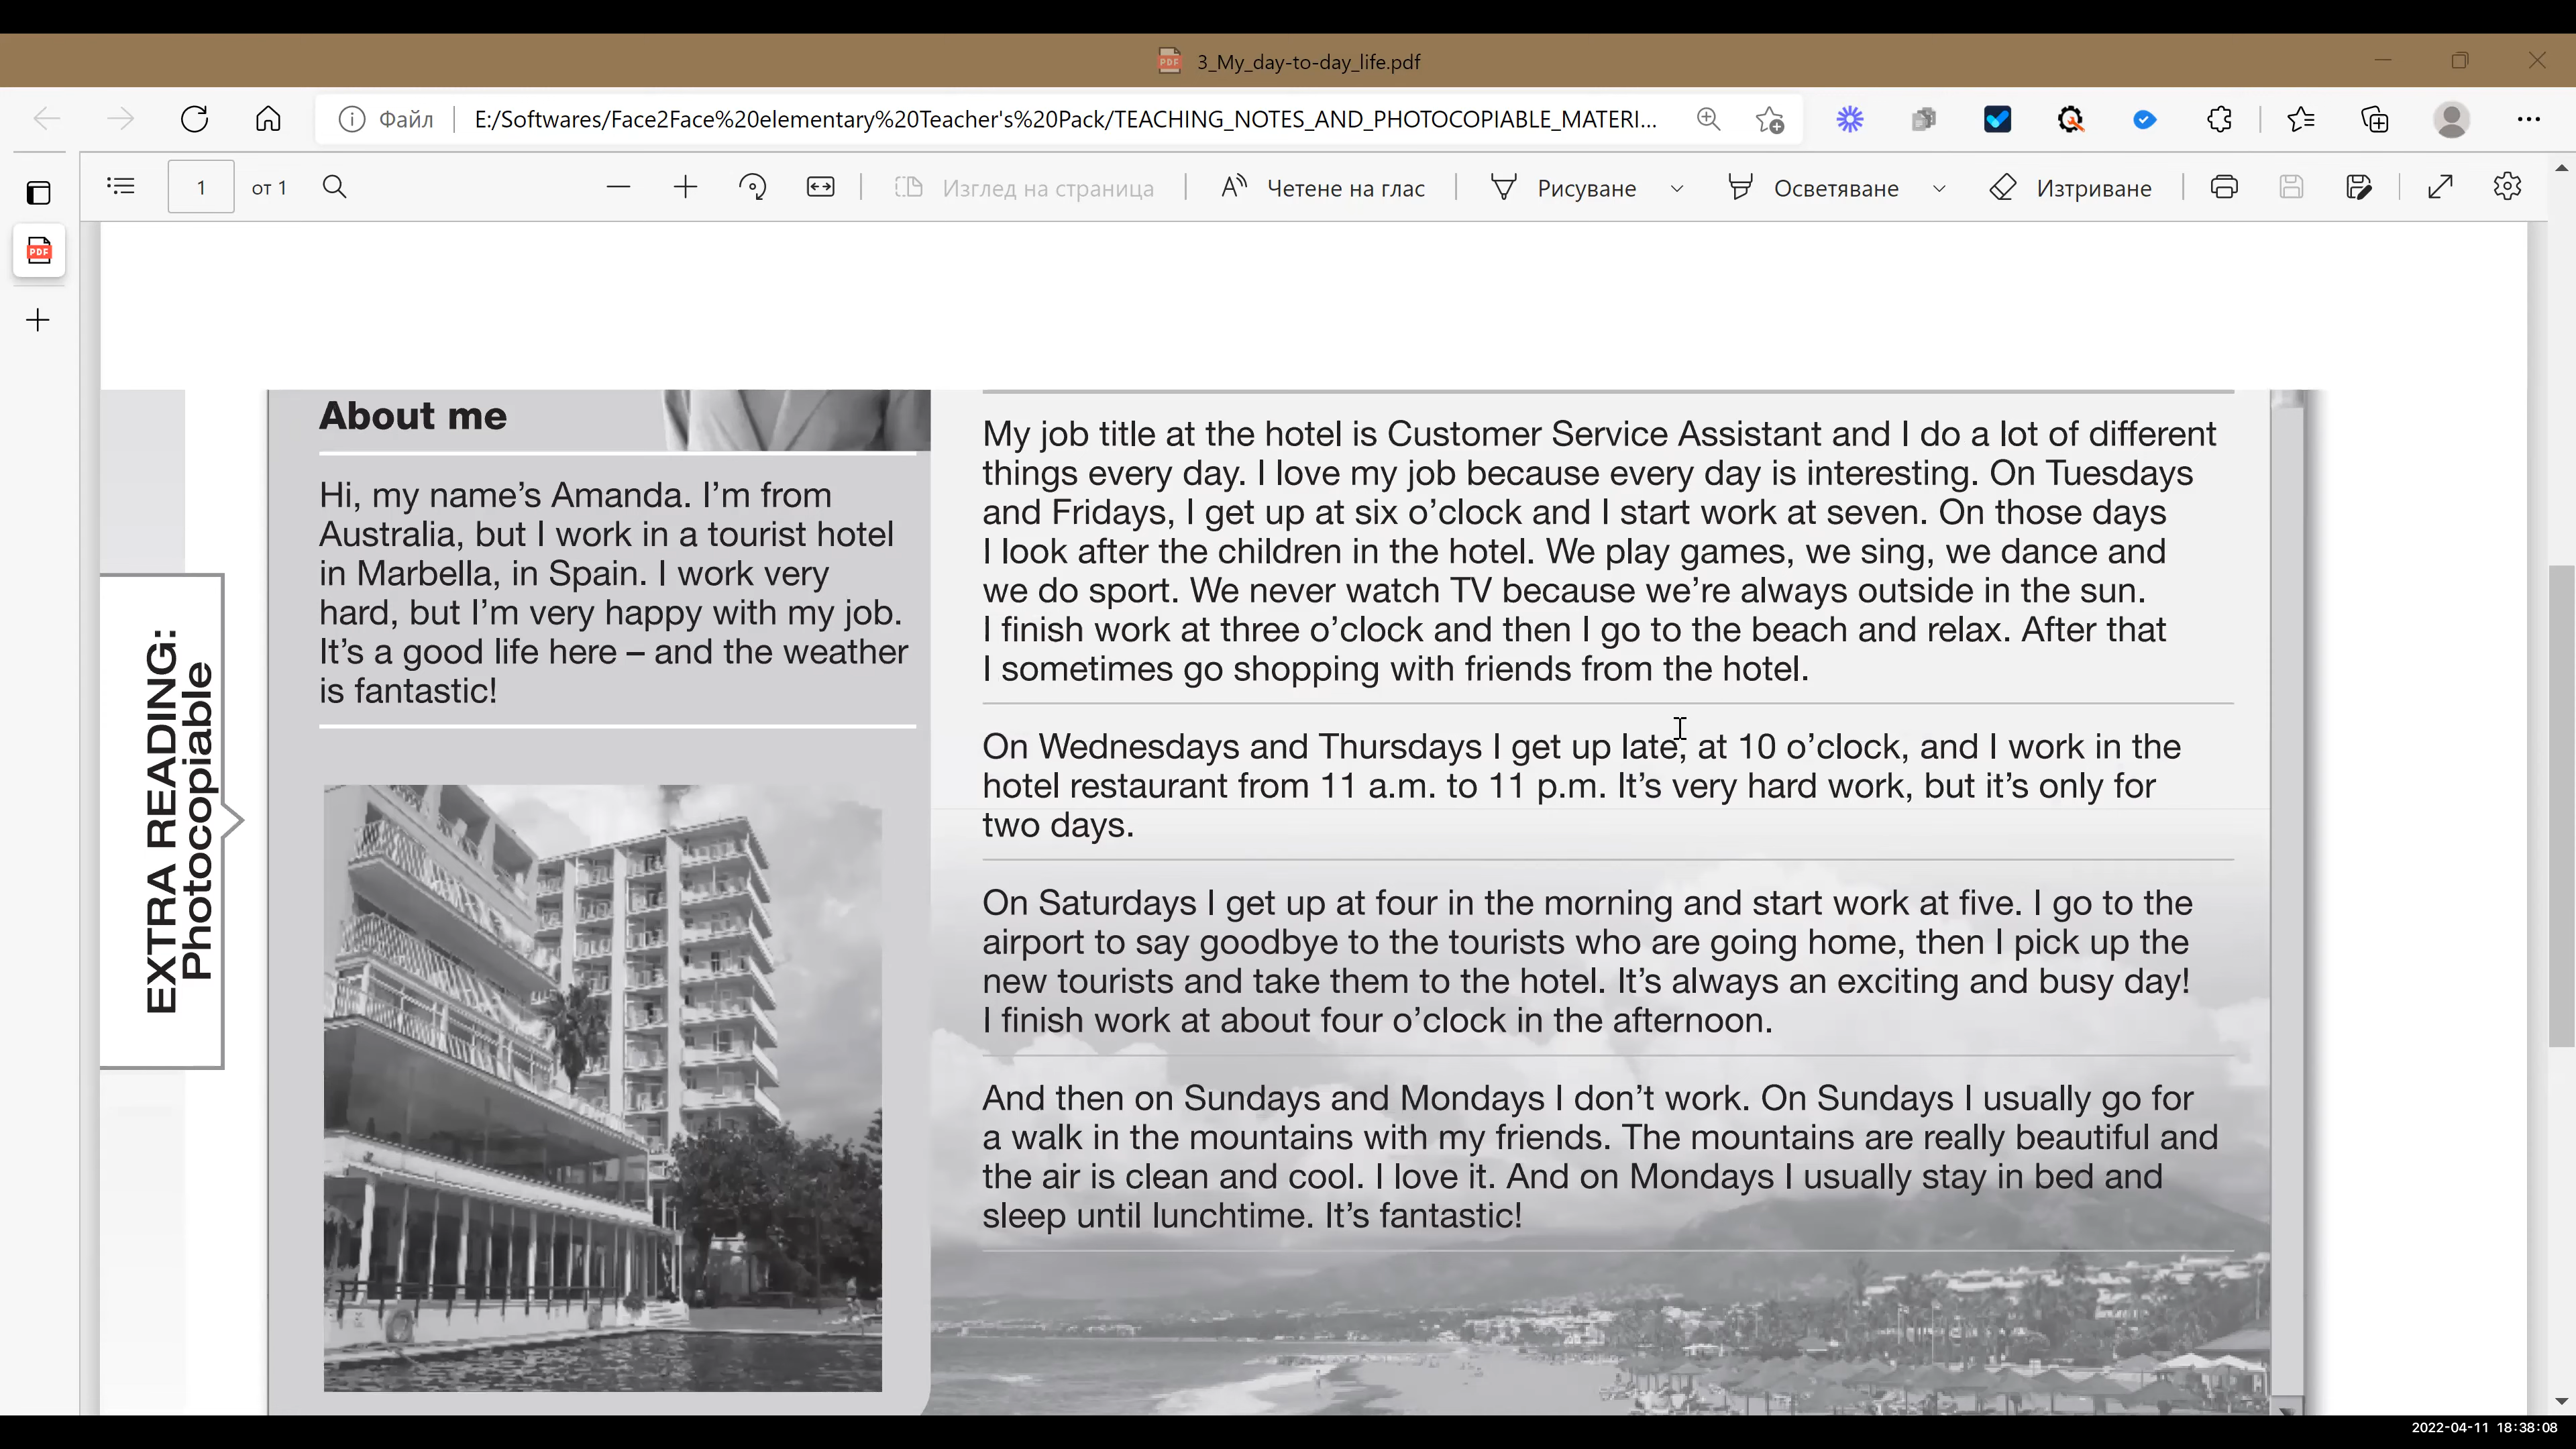 3_My_day-to-day_life.pdf
Файл
E:/Softwares/Face2Face%20elementary%20Teacher's%20Pack/TEACHING_NOTES_AND_PHOTOCOPIABLE_MATERI...
1
от 1
Изглед на страница
Четене на глас
Рисуване
Осветяване
Изтриване
PDF
PDF
EXTRA READING:
Photocopiable
About me
Hi, my name’s Amanda. I’m from
Australia, but I work in a tourist hotel
in Marbella, in Spain. I work very
hard, but I’m very happy with my job.
It’s a good life here – and the weather
is fantastic!
My job title at the hotel is Customer Service Assistant and I do a lot of different
things every day. I love my job because every day is interesting. On Tuesdays
and Fridays, I get up at six o’clock and I start work at seven. On those days
I look after the children in the hotel. We play games, we sing, we dance and
we do sport. We never watch TV because we’re always outside in the sun.
I finish work at three o’clock and then I go to the beach and relax. After that
I sometimes go shopping with friends from the hotel.
On Wednesdays and Thursdays I get up late, at 10 o’clock, and I work in the
hotel restaurant from 11 a.m. to 11 p.m. It’s very hard work, but it’s only for
two days.
On Saturdays I get up at four in the morning and start work at five. I go to the
airport to say goodbye to the tourists who are going home, then I pick up the
new tourists and take them to the hotel. It’s always an exciting and busy day!
I finish work at about four o’clock in the afternoon.
And then on Sundays and Mondays I don’t work. On Sundays I usually go for
a walk in the mountains with my friends. The mountains are really beautiful and
the air is clean and cool. I love it. And on Mondays I usually stay in bed and
sleep until lunchtime. It’s fantastic!
2022-04-11 18:38:08